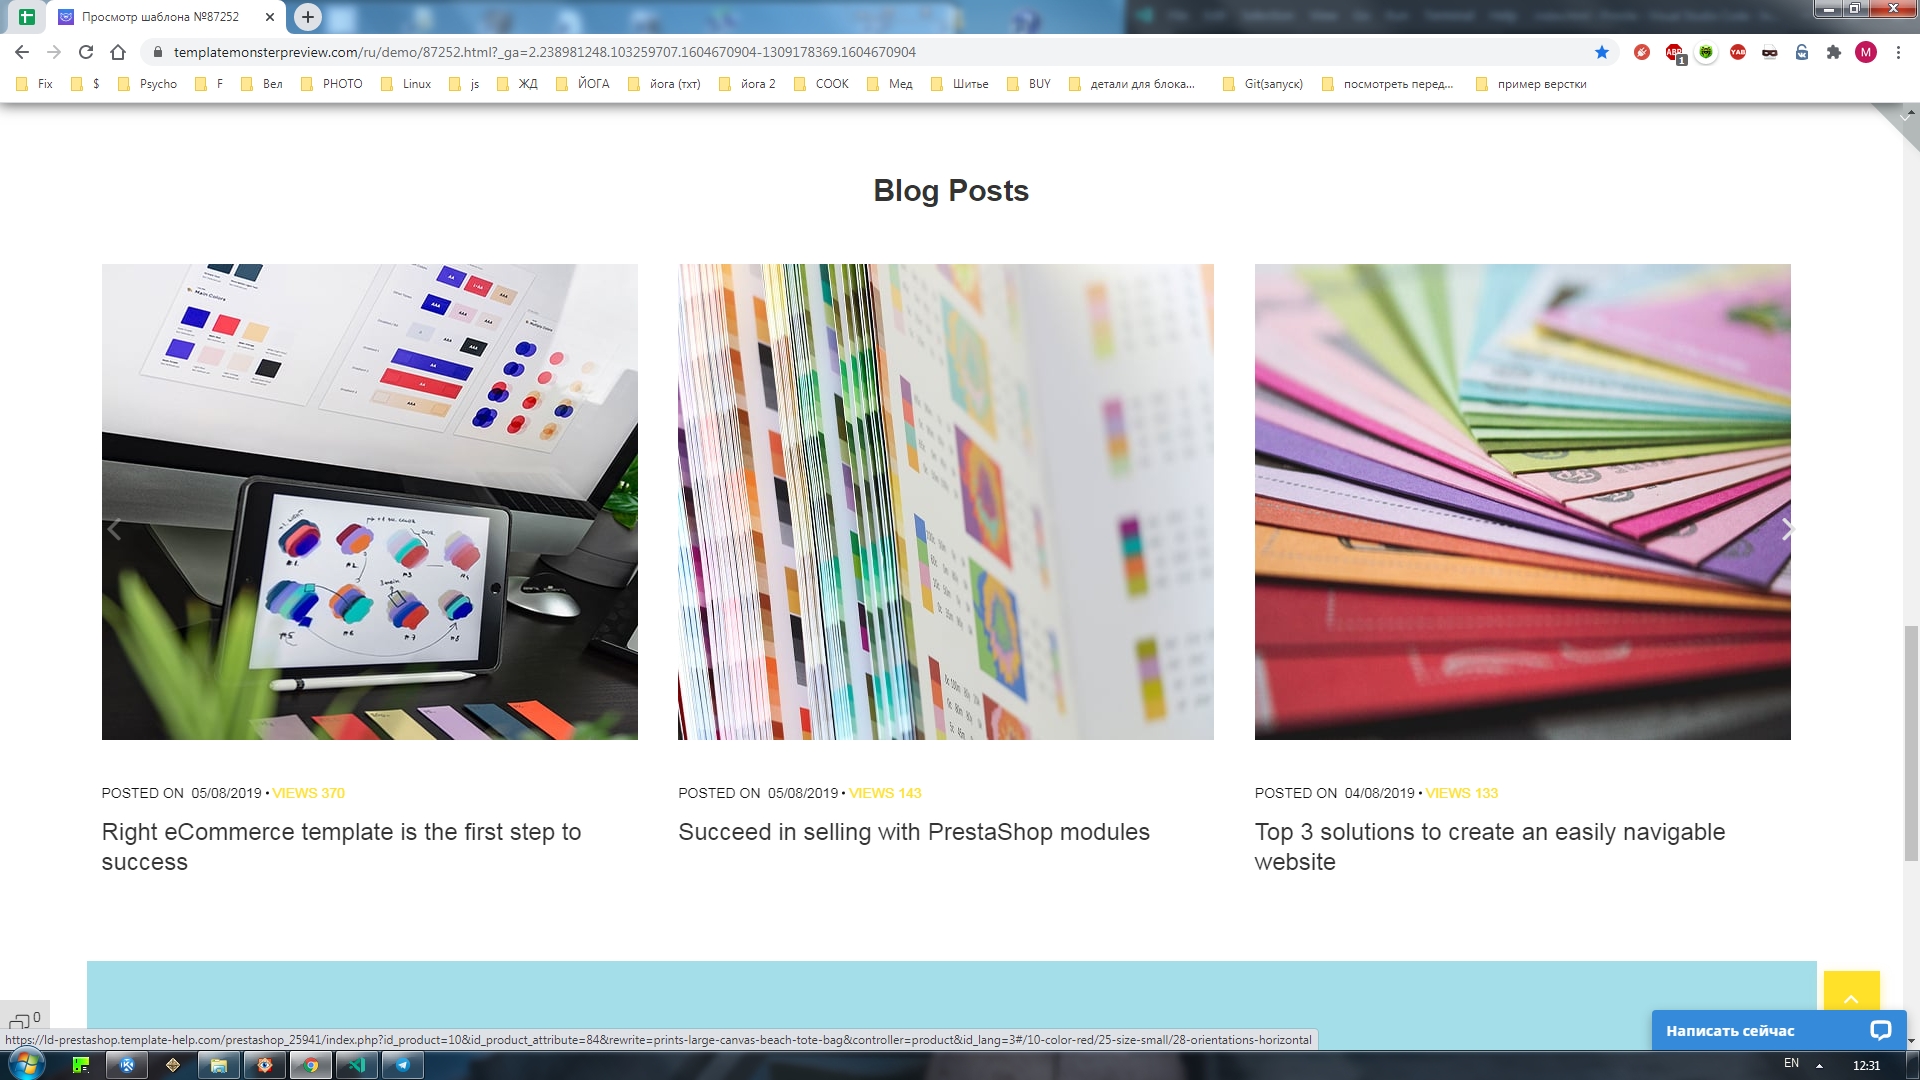 Просмотр шаблона №87252
templatemonsterpreview.com/ru/demo/87252.html?_ga=2.238981248.103259707.1604670904-1309178369.1604670904
ABP 1 YAB M
Fix $ Psycho F Вел PHOTO Linux js ЖД ЙОГА йога (тхт) йога 2 COOK Мед Шитье BUY детали для блока... Git(запуск) посмотреть перед... пример верстки
Blog Posts
Main Colors
POSTED ON 05/08/2019 • VIEWS 370
Right eCommerce template is the first step to
success
POSTED ON 05/08/2019 • VIEWS 143
Succeed in selling with PrestaShop modules
POSTED ON 04/08/2019 • VIEWS 133
Top 3 solutions to create an easily navigable
website
0
Написать сейчас
https://ld-prestashop.template-help.com/prestashop_25941/index.php?id_product=10&id_product_attribute=84&rewrite=prints-large-canvas-beach-tote-bag&controller=product&id_lang=3#/10-color-red/25-size-small/28-orientations-horizontal
EN 12:31